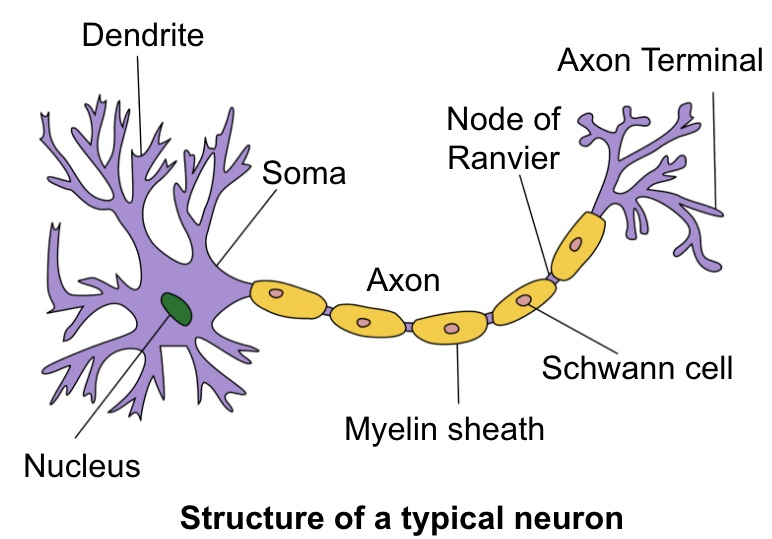 Dendrite
Axon Terminal
Node of
Ranvier
Soma
Axon
Schwann cell
Myelin sheath
Nucleus
Structure of a typical neuron